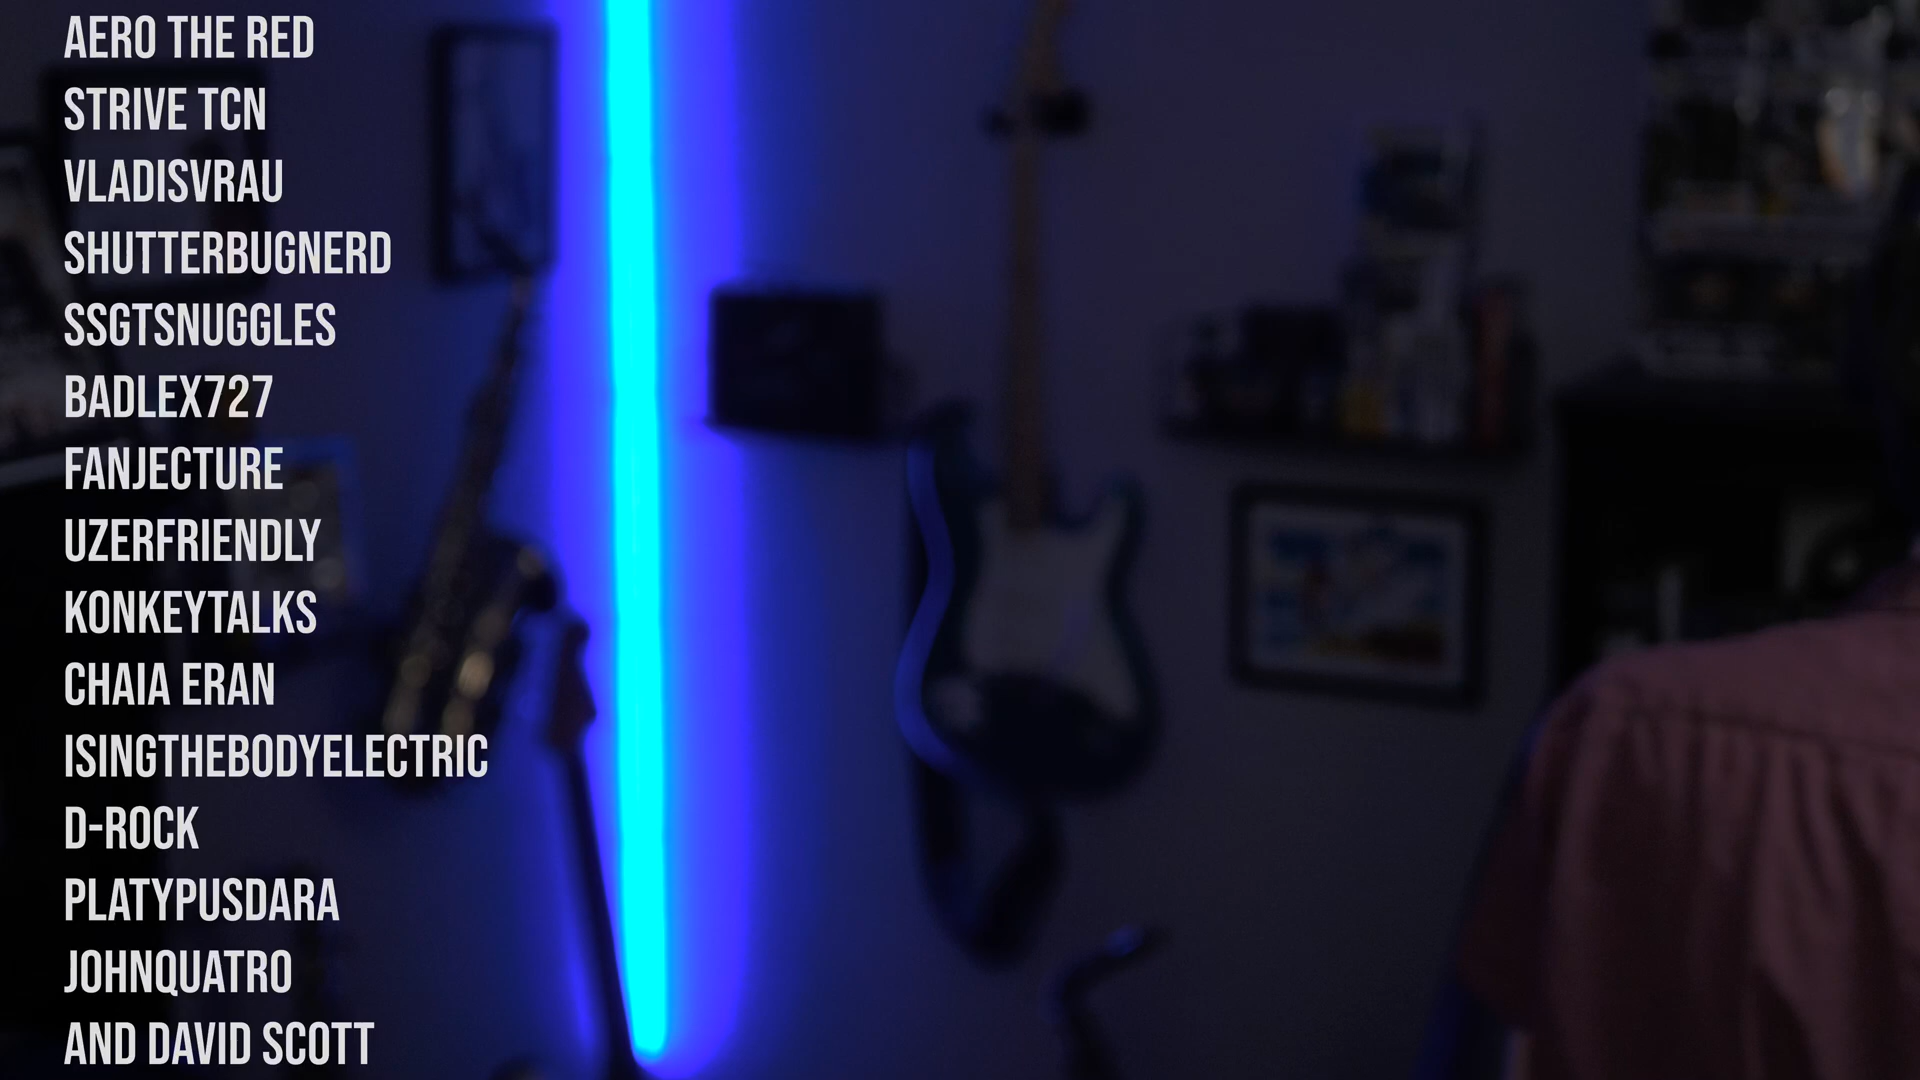 AERO THE RED
STRIVE TCN
VLADISVRAU
SHUTTERBUGNERD
SSGTSNUGGLES
BADLEX727
FANJECTURE
UZERFRIENDLY
KONKEYTALKS
CHAIA ERAN
ISINGTHEBODYELECTRIC
D-ROCK
PLATYPUSDARA
JOHNQUATRO
AND DAVID SCOTT